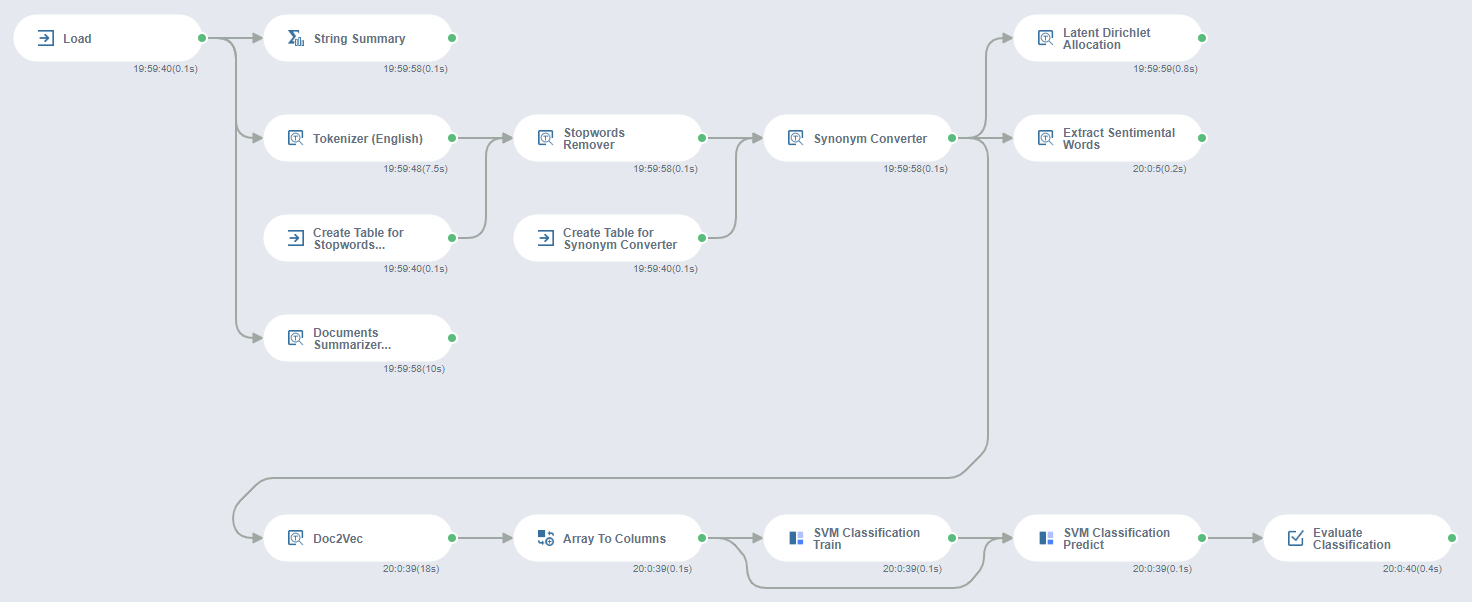 Load
19:59:40(0.1s)
String Summary
19:59:58(0.1s)
Latent Dirichlet
Allocation
19:59:59(0.8s)
Tokenizer (English)
19:59:48(7.5s)
Stopwords
Remover
19:59:58(0.1s)
Synonym Converter
19:59:58(0.1s)
Extract Sentimental
Words
20:0:5(0.2s)
Create Table for
Stopwords...
19:59:40(0.1s)
Create Table for
Synonym Converter
19:59:40(0.1s)
Documents
Summarizer...
19:59:58(10s)
Doc2Vec
20:0:39(18s)
Array To Columns
20:0:39(0.1s)
SVM Classification
Train
20:0:39(0.1s)
SVM Classification
Predict
20:0:39(0.1s)
Evaluate
Classification
20:0:40(0.4s)